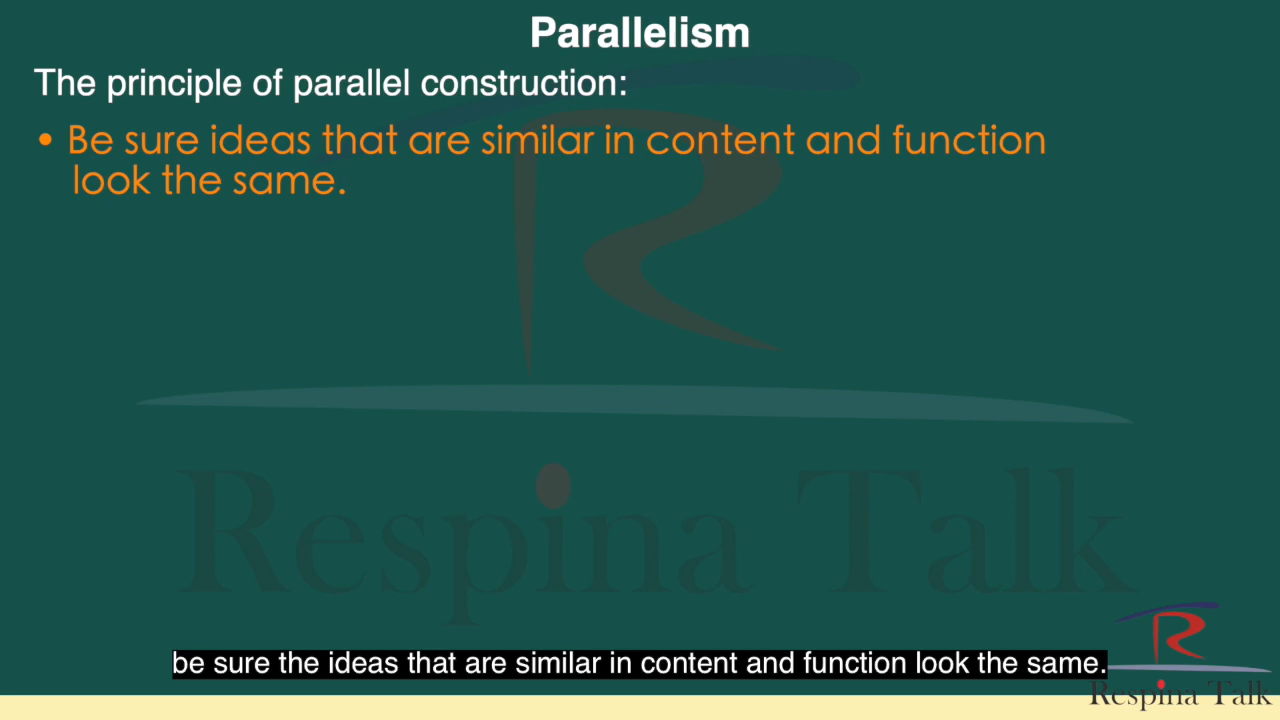 Parallelism
The principle of parallel construction:
• Be sure ideas that are similar in content and function
look the same.
Respina Talk
be sure the ideas that are similar in content and function look the same.
Respina Talk